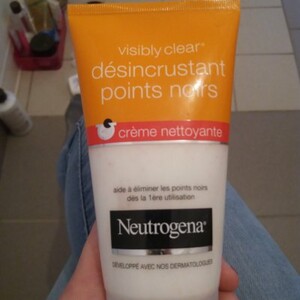 visibly clear®
désincrustant
points noirs
crème nettoyante
aide à éliminer les points noirs
dès la 1ère utilisation
Neutrogena®
DÉVELOPPÉ AVEC NOS DERMATOLOGUES